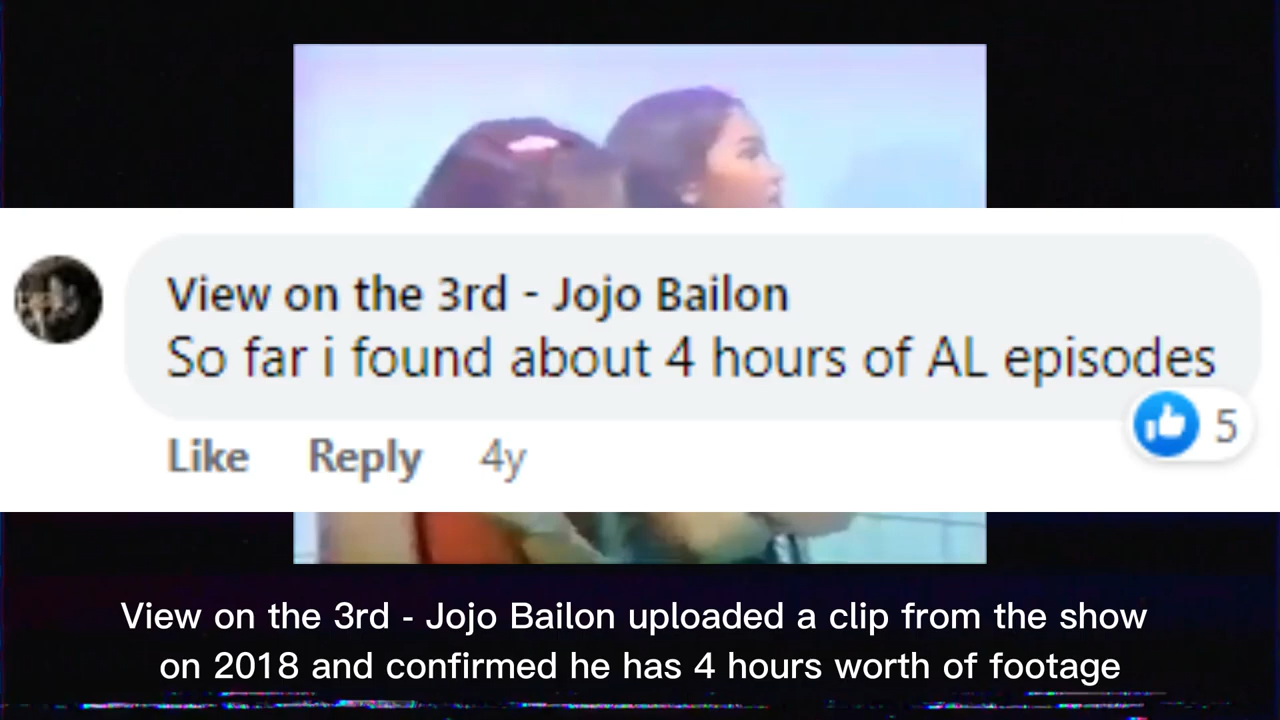 View on the 3rd - Jojo Bailon
So far i found about 4 hours of AL episodes
5
Like Reply 4y
View on the 3rd - Jojo Bailon uploaded a clip from the show
on 2018 and confirmed he has 4 hours worth of footage